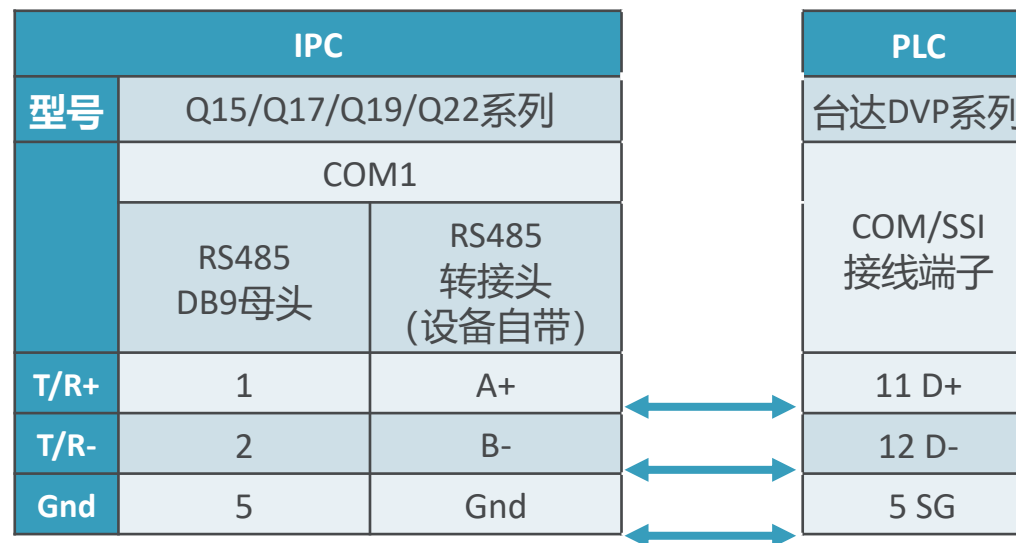 IPC
PLC
型号
Q15/Q17/Q19/Q22系列
台达DVP系列
COM1
RS485
DB9母头
RS485
转接头
(设备自带)
COM/SSI
接线端子
T/R+
1
A+
11 D+
T/R-
2
B-
12 D-
Gnd
5
Gnd
5 SG